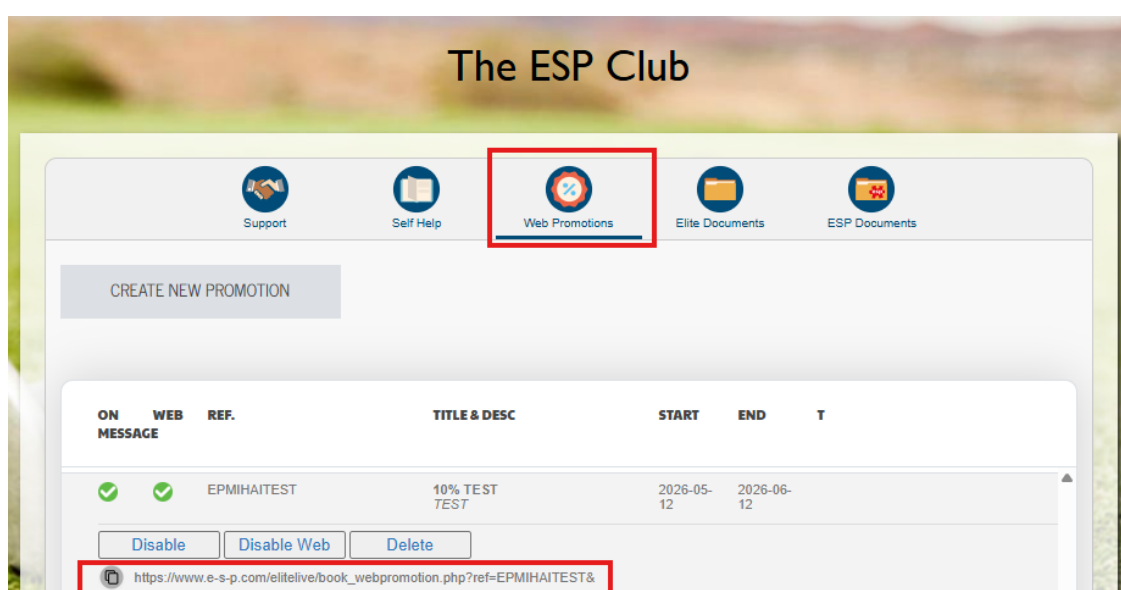 The ESP Club
Support Self Help Web Promotions Elite Documents ESP Documents
CREATE NEW PROMOTION
ON WEB REF. TITLE & DESC START END T
MESSAGE
EPMIHAITEST 10% TEST 2026-05- 2026-06-
TEST 12 12
Disable Disable Web Delete
https://www.e-s-p.com/elitelive/book_webpromotion.php?ref=EPMIHAITEST&